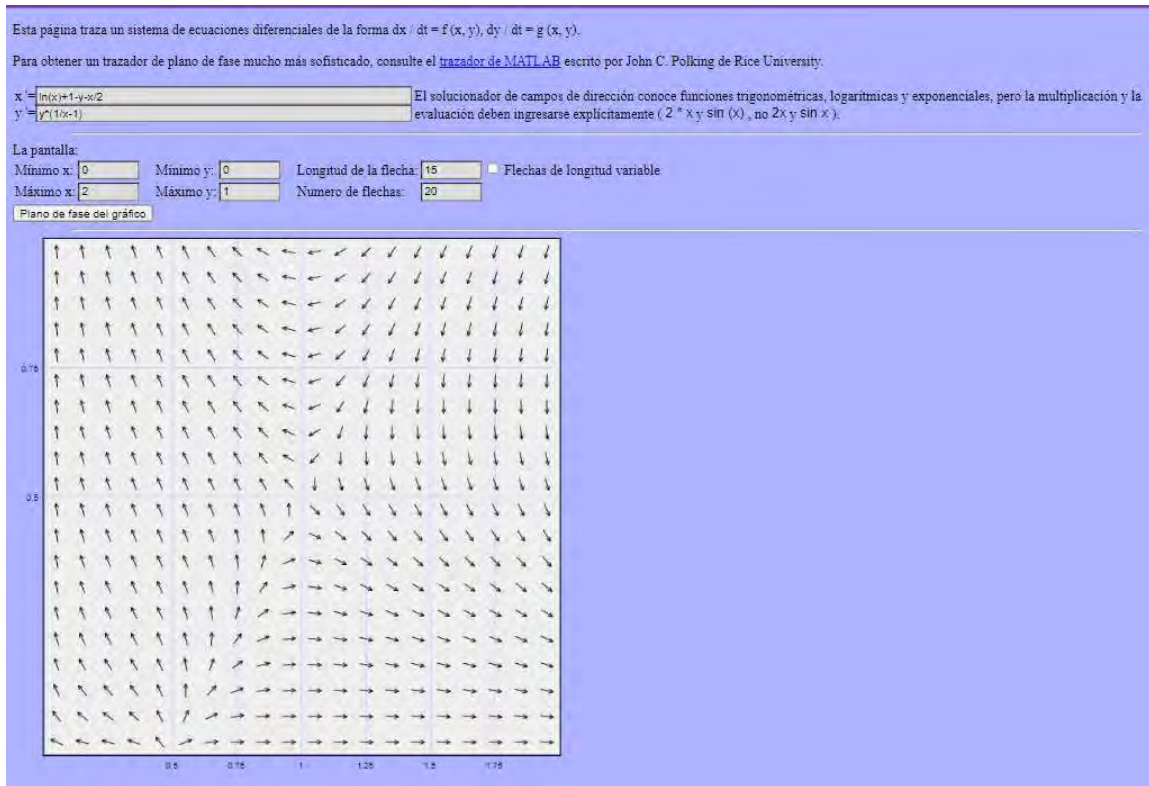 Esta página traza un sistema de ecuaciones diferenciales de la forma dx / dt = f (x, y), dy / dt = g (x, y).
Para obtener un trazador de plano de fase mucho más sofisticado, consulte el trazador de MATLAB escrito por John C. Polking de Rice University.
x '= ln(x)+1-y-x/2 El solucionador de campos de dirección conoce funciones trigonométricas, logarítmicas y exponenciales, pero la multiplicación y la
y '= y*(1/x-1) evaluación deben ingresarse explícitamente ( 2 * x y sin (x) , no 2x y sin x ).
La pantalla:
Mínimo x: 0 Mínimo y: 0 Longitud de la flecha: 15 Flechas de longitud variable
Máximo x: 2 Máximo y: 1 Numero de flechas: 20
Plano de fase del gráfico
0.75
0.5
0.5 0.75 1 1.25 1.5 1.75